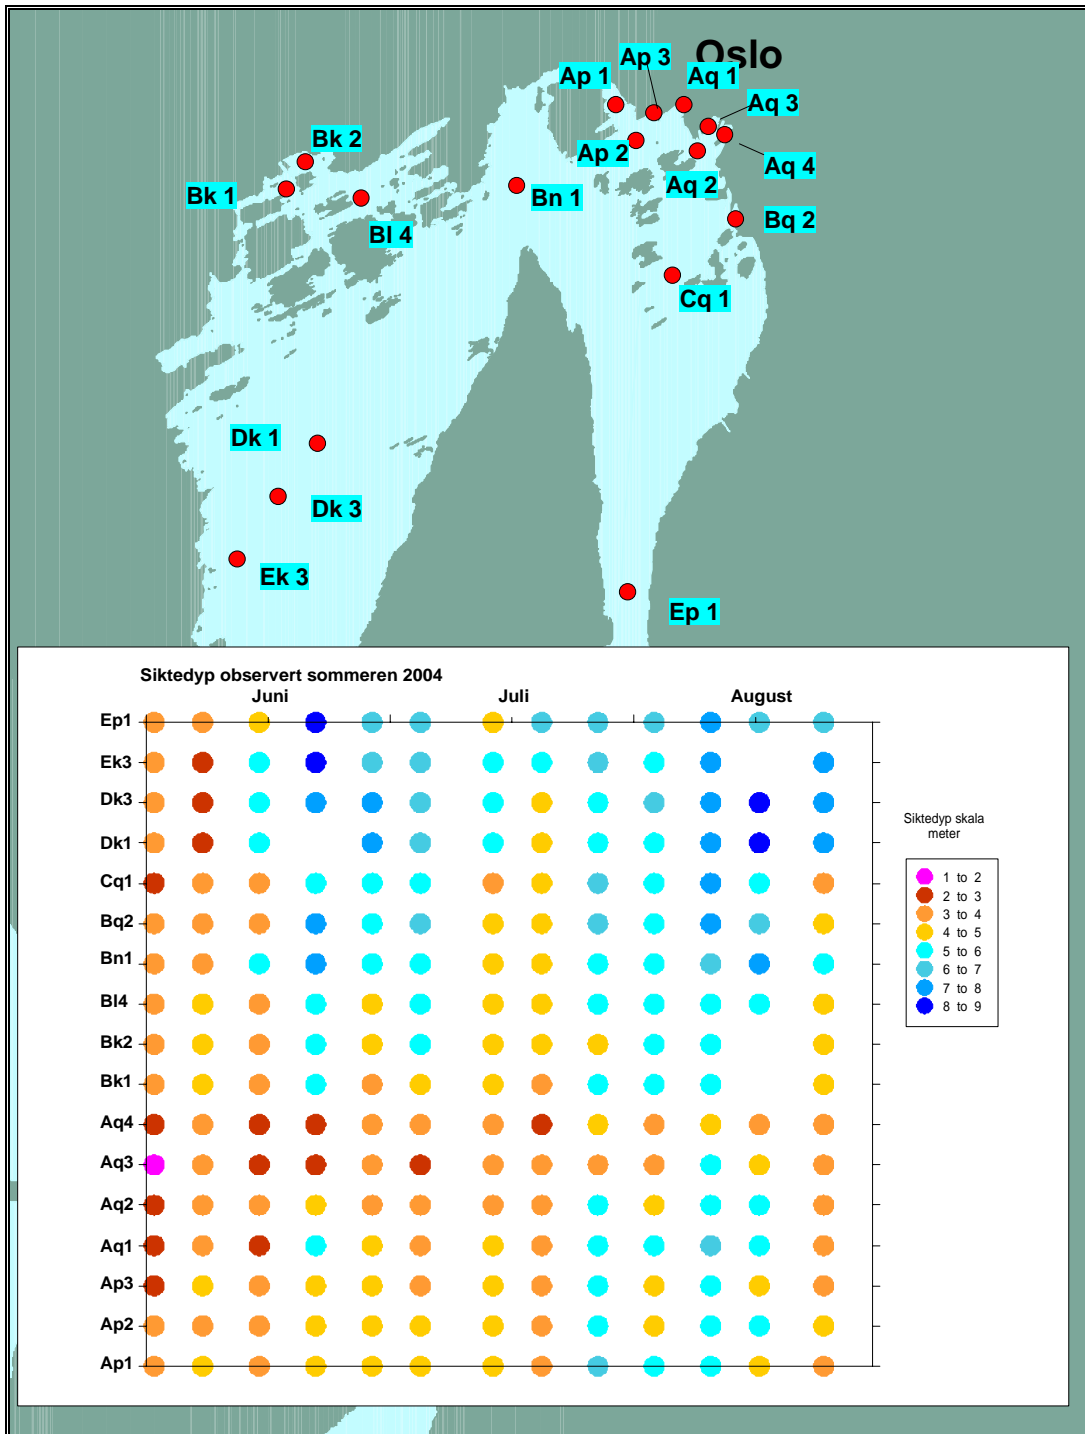 Oslo
Ap 3
Ap 1
Aq 1
Aq 3
Bk 2
Ap 2
Aq 2
Aq 4
Bk 1
Bn 1
Bl 4
Bq 2
Cq 1
Dk 1
Dk 3
Ek 3
Ep 1
Siktedyp observert sommeren 2004
Juni Juli August
Ep1
Ek3
Dk3
Dk1
Cq1
Bq2
Bn1
Bl4
Bk2
Bk1
Aq4
Aq3
Aq2
Aq1
Ap3
Ap2
Ap1
Siktedyp skala
meter
1 to 2
2 to 3
3 to 4
4 to 5
5 to 6
6 to 7
7 to 8
8 to 9